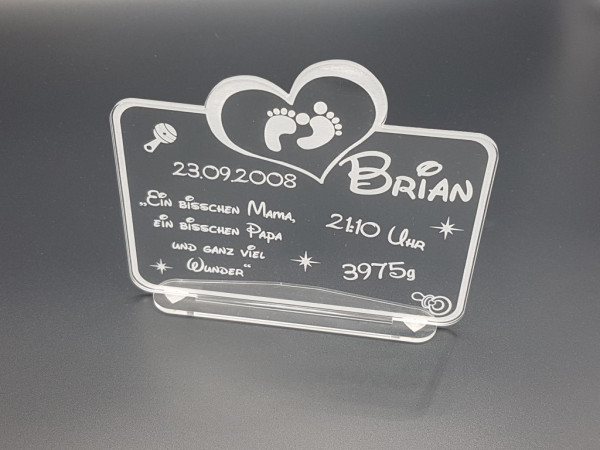 23.09.2008
Brian
„Ein bisschen Mama,
ein bisschen Papa
und ganz viel
Wunder“
21:10 Uhr
3975g